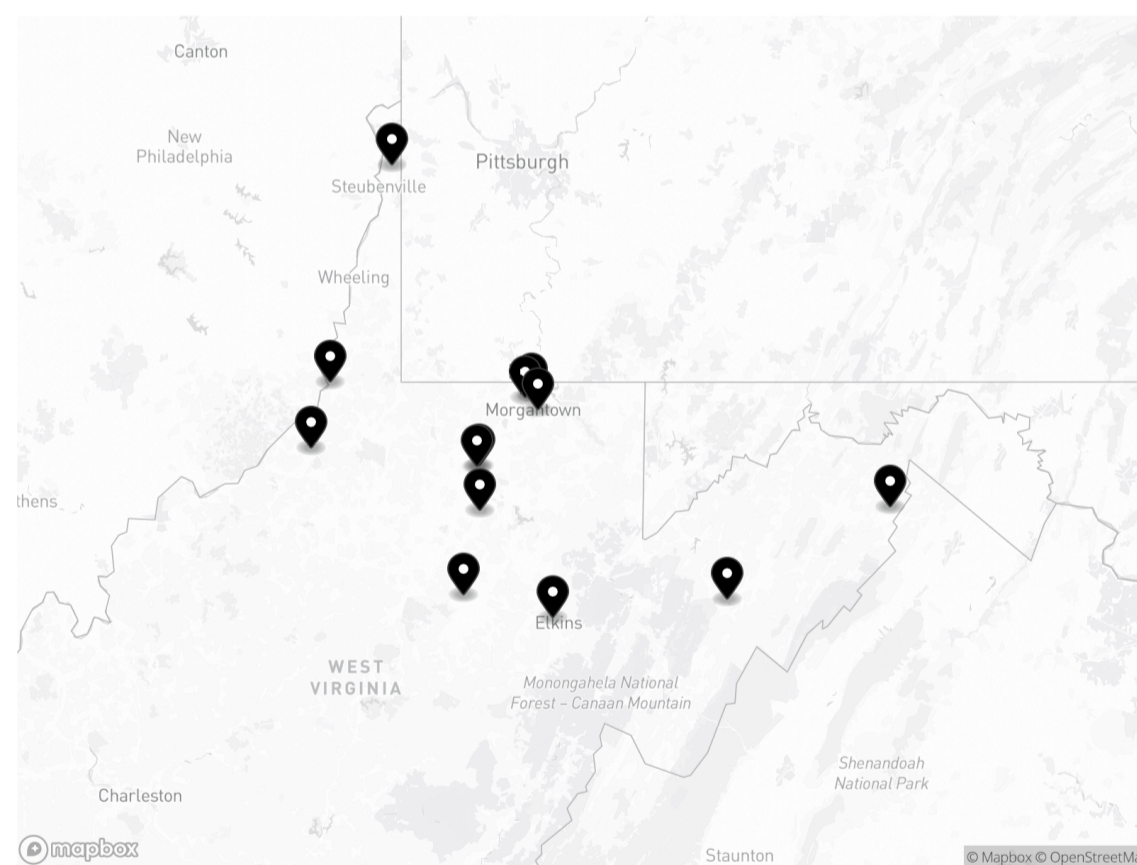 Canton
New
Philadelphia
Pittsburgh
Steubenville
Wheeling
Morgantown
thens
Elkins
WEST
VIRGINIA
Monongahela National
Forest – Canaan Mountain
Shenandoah
National Park
Charleston
Staunton
mapbox
© Mapbox © OpenStreetM